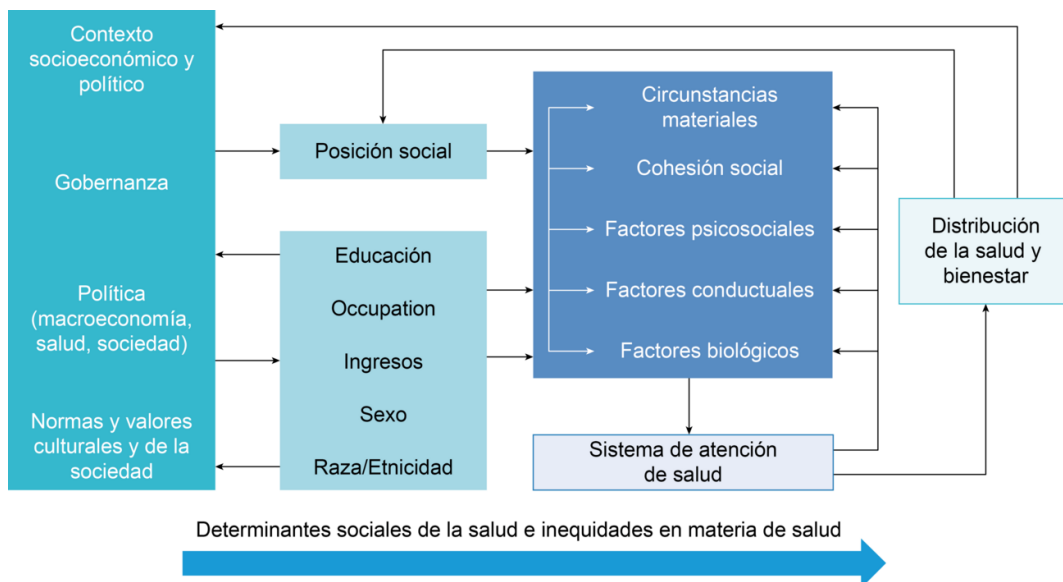 Contexto
socioeconómico y
político
Gobernanza
Política
(macroeconomía,
salud, sociedad)
Normas y valores
culturales y de la
sociedad
Posición social
Educación
Occupation
Ingresos
Sexo
Raza/Etnicidad
Circunstancias
materiales
Cohesión social
Factores psicosociales
Factores conductuales
Factores biológicos
Sistema de atención
de salud
Distribución
de la salud y
bienestar
Determinantes sociales de la salud e inequidades en materia de salud